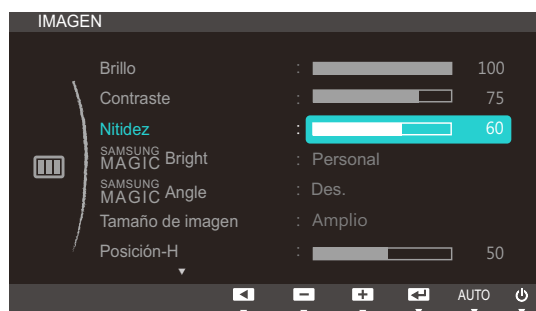 IMAGEN
Brillo : 100
Contraste : 75
Nitidez : 60
SAMSUNG MAGIC Bright : Personal
SAMSUNG MAGIC Angle : Des.
Tamaño de imagen : Amplio
Posición-H : 50
AUTO